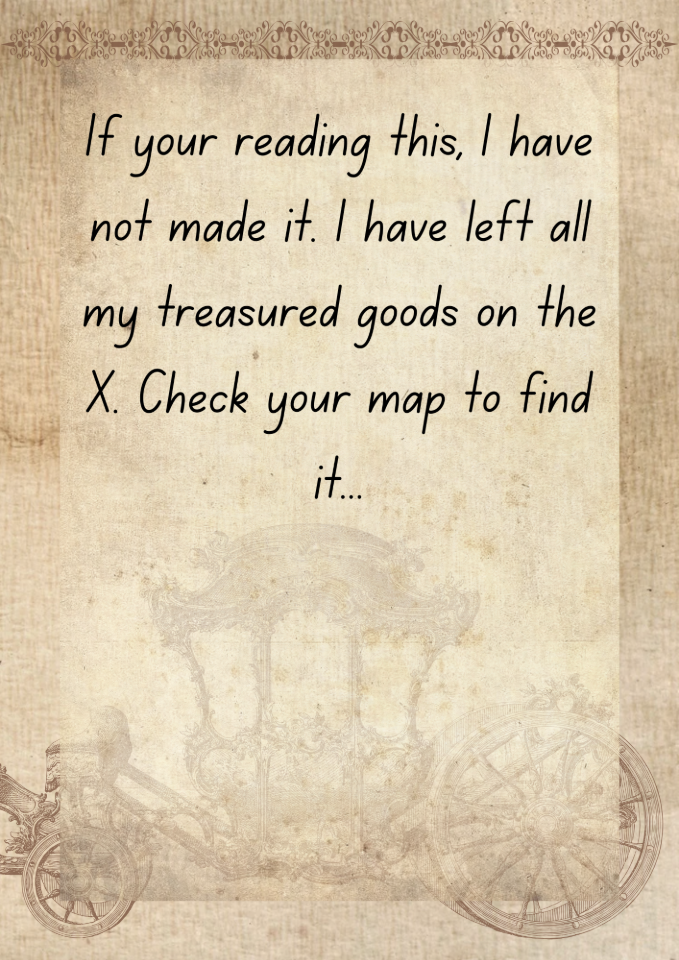 If your reading this, I have
not made it. I have left all
my treasured goods on the
X. Check your map to find
it...